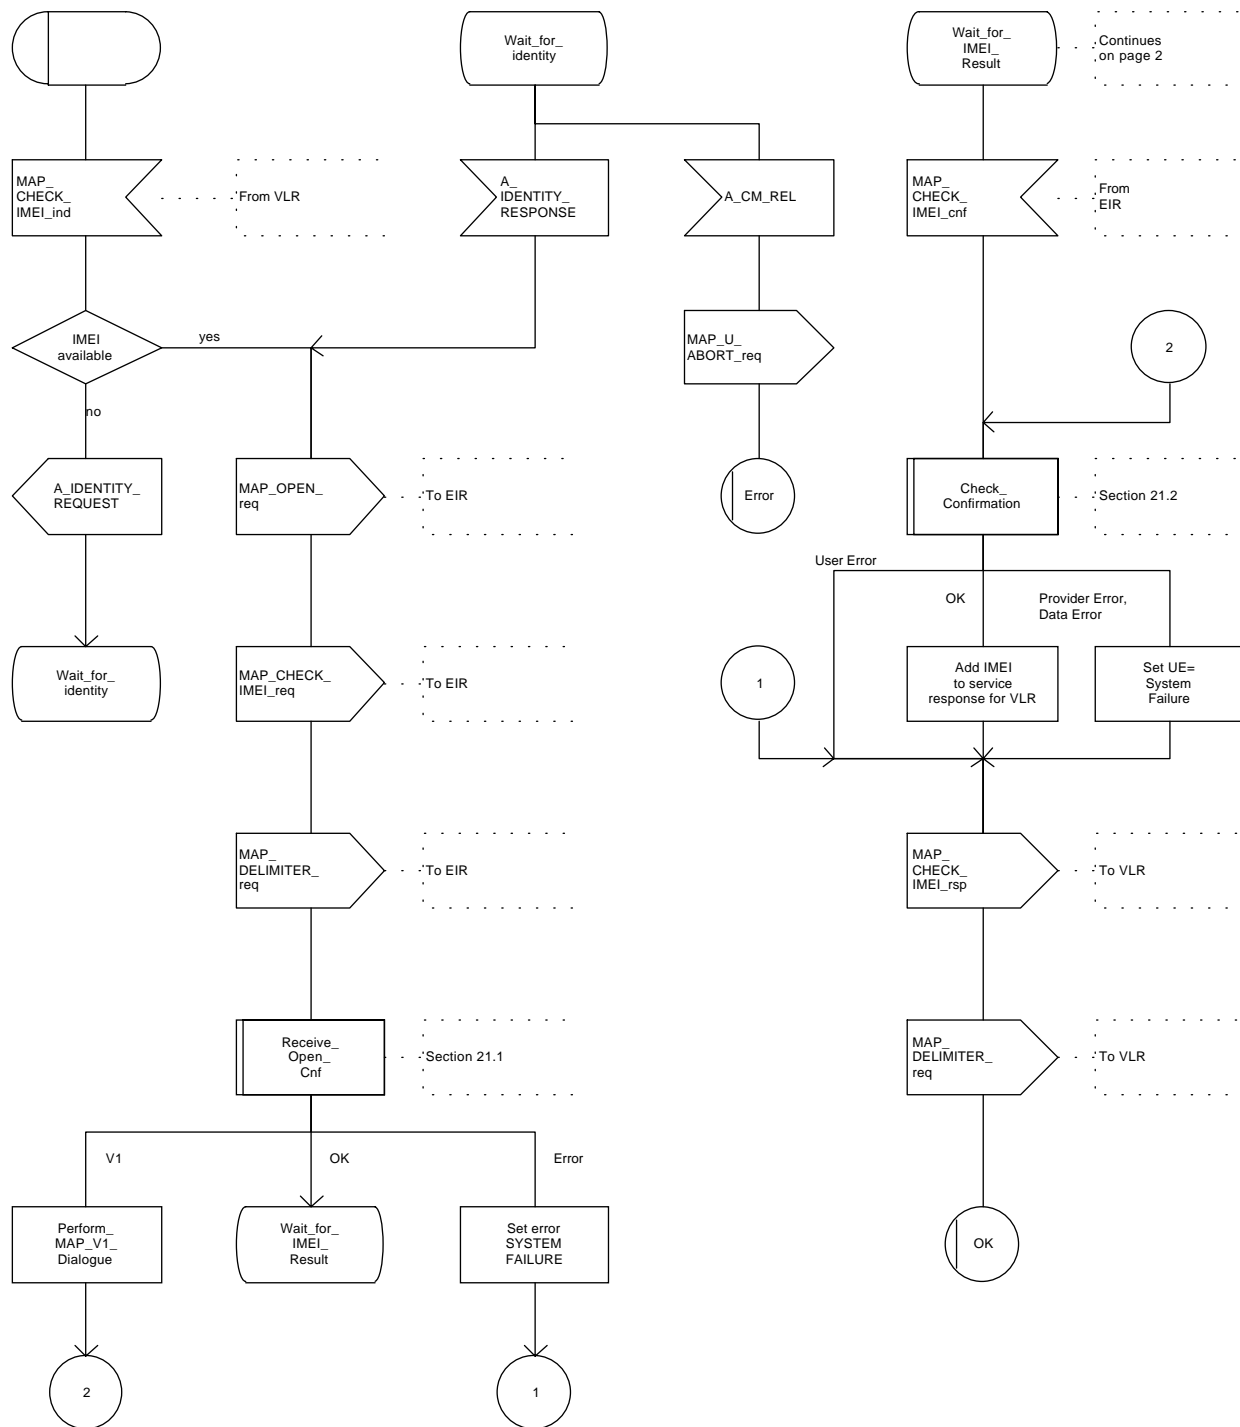 Wait_for_
identity
Wait_for_
IMEI_
Result
Continues
on page 2
MAP_
CHECK_
IMEI_ind
From VLR
A_
IDENTITY_
RESPONSE
A_CM_REL
MAP_
CHECK_
IMEI_cnf
From
EIR
IMEI
available
yes
no
MAP_U_
ABORT_req
2
A_IDENTITY_
REQUEST
MAP_OPEN_
req
To EIR
Error
Check_
Confirmation
Section 21.2
User Error
OK
Provider Error,
Data Error
Wait_for_
identity
MAP_CHECK_
IMEI_req
To EIR
1
Add IMEI
to service
response for VLR
Set UE=
System
Failure
MAP_
DELIMITER_
req
To EIR
MAP_
CHECK_
IMEI_rsp
To VLR
Receive_
Open_
Cnf
Section 21.1
MAP_
DELIMITER_
req
To VLR
V1
OK
Error
Perform_
MAP_V1_
Dialogue
Wait_for_
IMEI_
Result
Set error
SYSTEM
FAILURE
OK
2
1